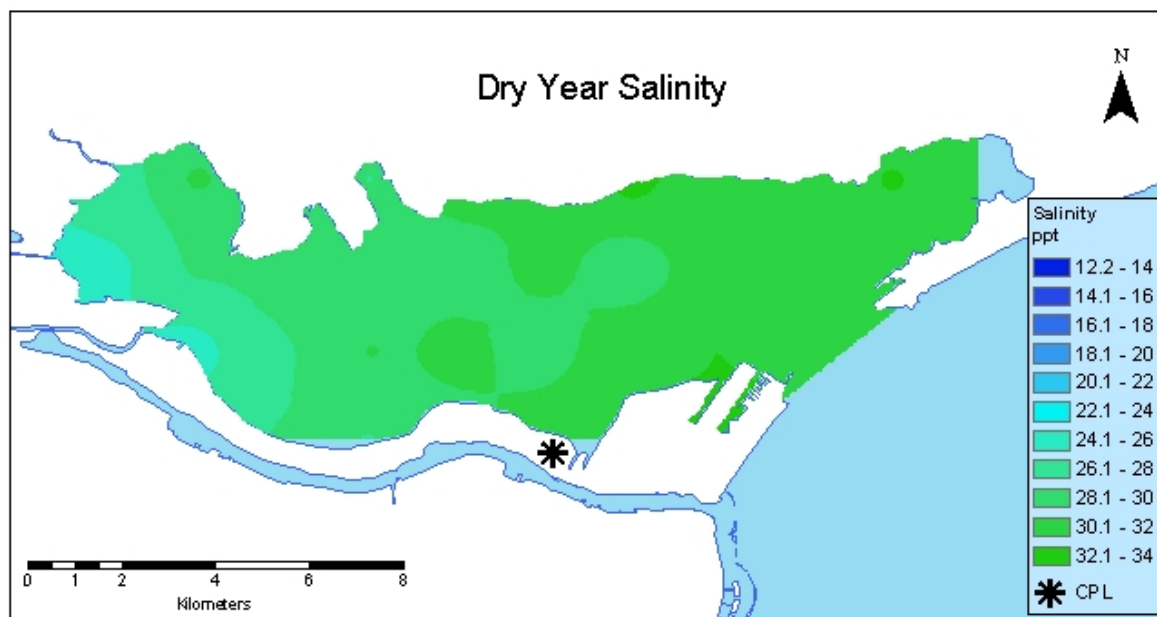 Dry Year Salinity
N
Salinity
ppt
12.2 - 14
14.1 - 16
16.1 - 18
18.1 - 20
20.1 - 22
22.1 - 24
24.1 - 26
26.1 - 28
28.1 - 30
30.1 - 32
32.1 - 34
CPL
0 1 2 4 6 8
Kilometers